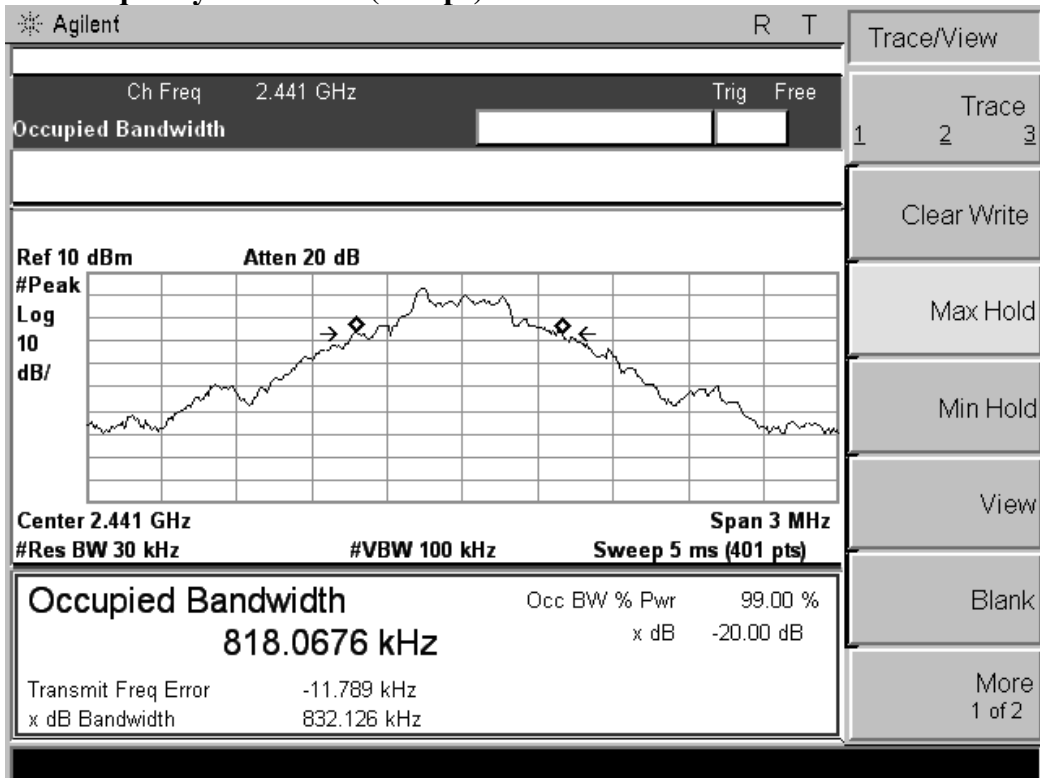 Agilent R T
Trace/View
Ch Freq 2.441 GHz Trig Free
Occupied Bandwidth
Trace
1 2 3
Clear Write
Max Hold
Min Hold
View
Blank
More
1 of 2
Ref 10 dBm Atten 20 dB
#Peak
Log
10
dB/
Center 2.441 GHz Span 3 MHz
#Res BW 30 kHz #VBW 100 kHz Sweep 5 ms (401 pts)
Occupied Bandwidth
818.0676 kHz
Occ BW % Pwr 99.00 %
x dB -20.00 dB
Transmit Freq Error -11.789 kHz
x dB Bandwidth 832.126 kHz